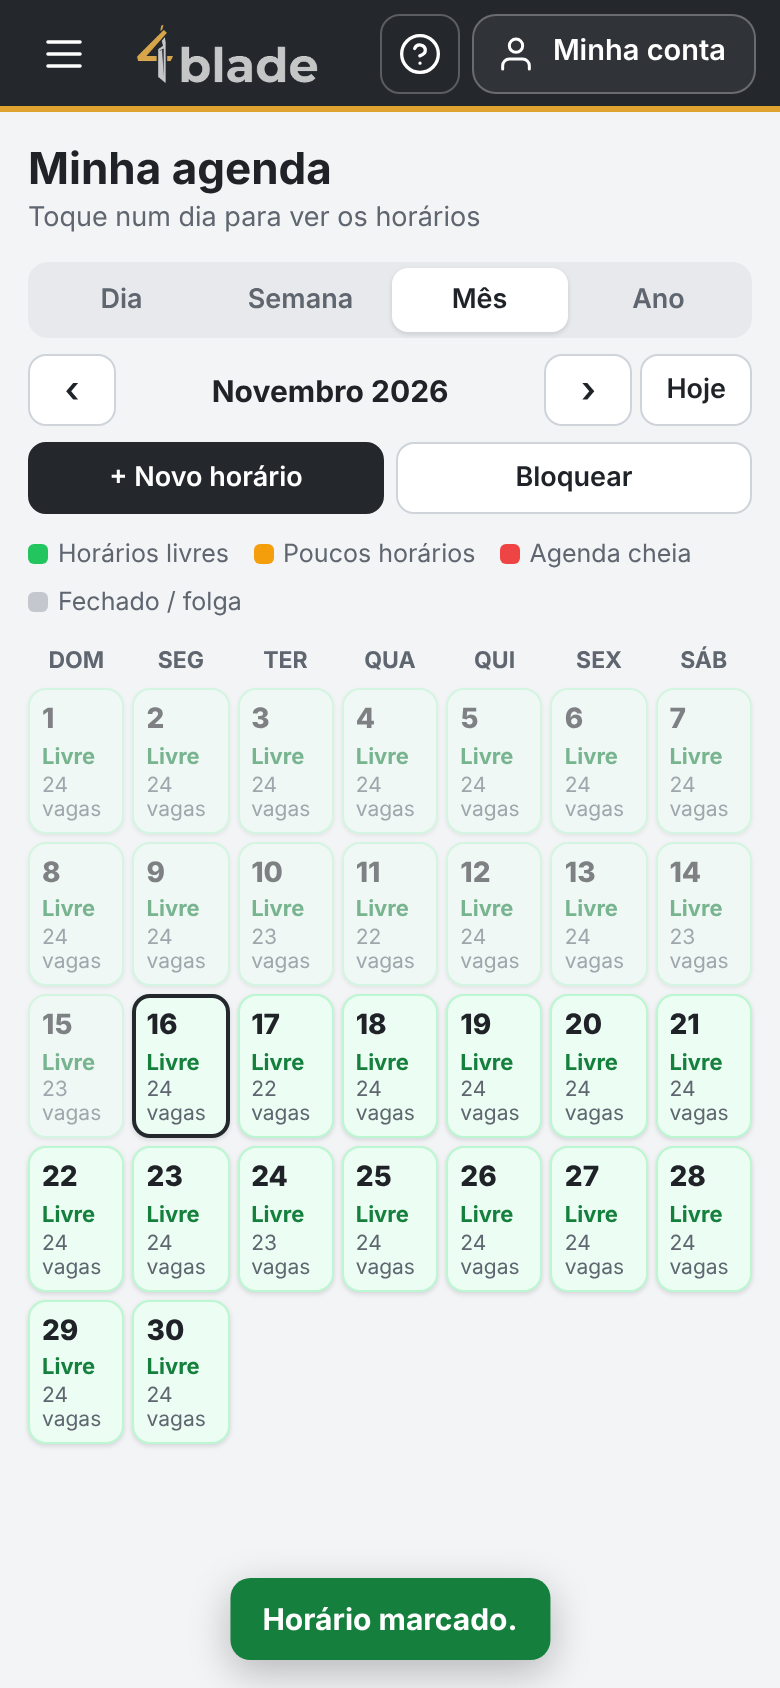 4blade
Minha conta
Minha agenda
Toque num dia para ver os horários
Dia Semana Mês Ano
‹ Novembro 2026 › Hoje
+ Novo horário Bloquear
Horários livres Poucos horários Agenda cheia
Fechado / folga
DOM SEG TER QUA QUI SEX SÁB
1 2 3 4 5 6 7
Livre Livre Livre Livre Livre Livre Livre
24 24 24 24 24 24 24
vagas vagas vagas vagas vagas vagas vagas
8 9 10 11 12 13 14
Livre Livre Livre Livre Livre Livre Livre
24 24 23 22 24 24 23
vagas vagas vagas vagas vagas vagas vagas
15 16 17 18 19 20 21
Livre Livre Livre Livre Livre Livre Livre
23 24 22 24 24 24 24
vagas vagas vagas vagas vagas vagas vagas
22 23 24 25 26 27 28
Livre Livre Livre Livre Livre Livre Livre
24 24 23 24 24 24 24
vagas vagas vagas vagas vagas vagas vagas
29 30
Livre Livre
24 24
vagas vagas
Horário marcado.